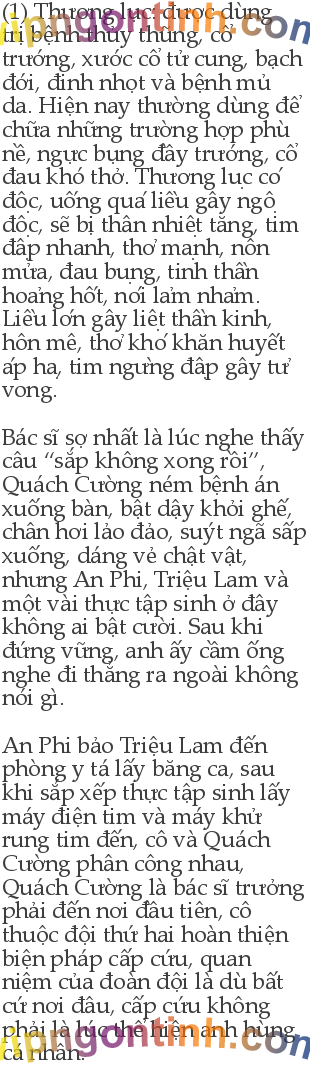 (1) Thương lục: được dùng
trị bệnh thủy thũng, cổ
trướng, xước cổ tử cung, bạch
đới, đinh nhọt và bệnh mủ
da. Hiện nay thường dùng để
chữa những trường hợp phù
nề, ngực bụng đầy trướng, cổ
đau khó thở. Thương lục có
độc, uống quá liều gây ngộ
độc, sẽ bị thân nhiệt tăng, tim
đập nhanh, thở mạnh, nôn
mửa, đau bụng, tinh thần
hoảng hốt, nói lảm nhảm.
Liều lớn gây liệt thần kinh,
hôn mê, thở khó khăn huyết
áp hạ, tim ngưng đập gây tử
vong.
Bác sĩ sợ nhất là lúc nghe thấy
câu “sắp không xong rồi”,
Quách Cường ném bệnh án
xuống bàn, bật dậy khỏi ghế,
chân hơi lảo đảo, suýt ngã sấp
xuống, dáng vẻ chật vật,
nhưng An Phi, Triệu Lam và
một vài thực tập sinh ở đây
không ai bật cười. Sau khi
đứng vững, anh ấy cầm ống
nghe đi thẳng ra ngoài không
nói gì.
An Phi bảo Triệu Lam đến
phòng y tá lấy băng ca, sau
khi sắp xếp thực tập sinh lấy
máy điện tim và máy khử
rung tim đến, cô và Quách
Cường phân công nhau,
Quách Cường là bác sĩ trưởng
phải đến nơi đầu tiên, cô
thuộc đội thứ hai hoàn thiện
biện pháp cấp cứu, quan
niệm của đoàn đội là dù bất
cứ nơi đâu, cấp cứu không
phải là lúc thể hiện anh hùng
cá nhân.